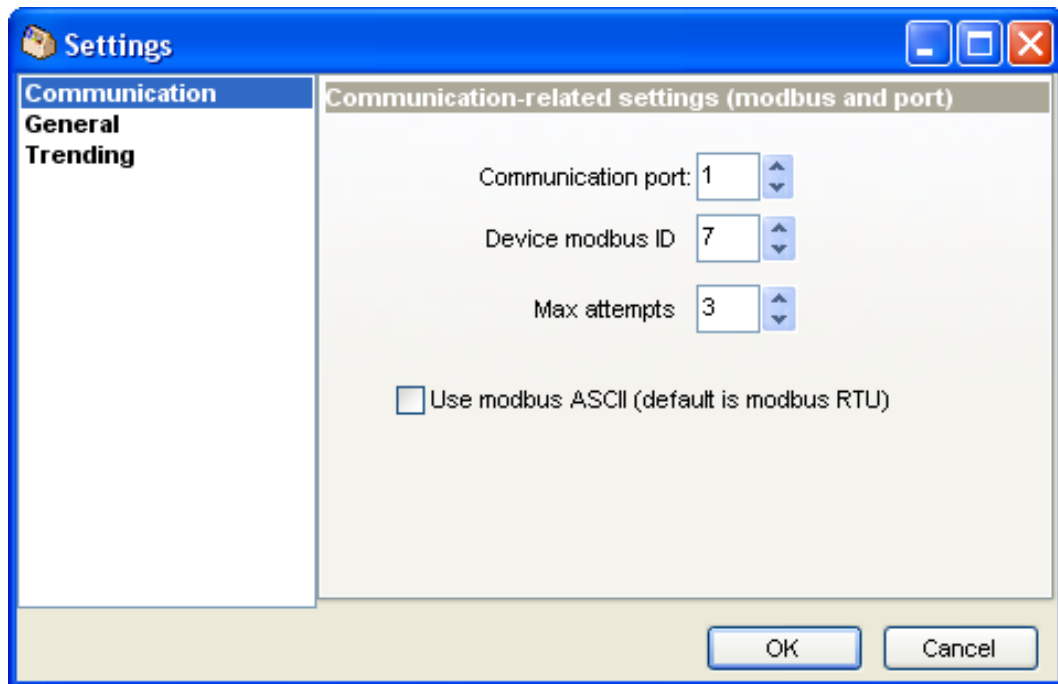 Settings
Communication
General
Trending
Communication-related settings (modbus and port)
Communication port: 1
Device modbus ID 7
Max attempts 3
Use modbus ASCII (default is modbus RTU)
OK Cancel